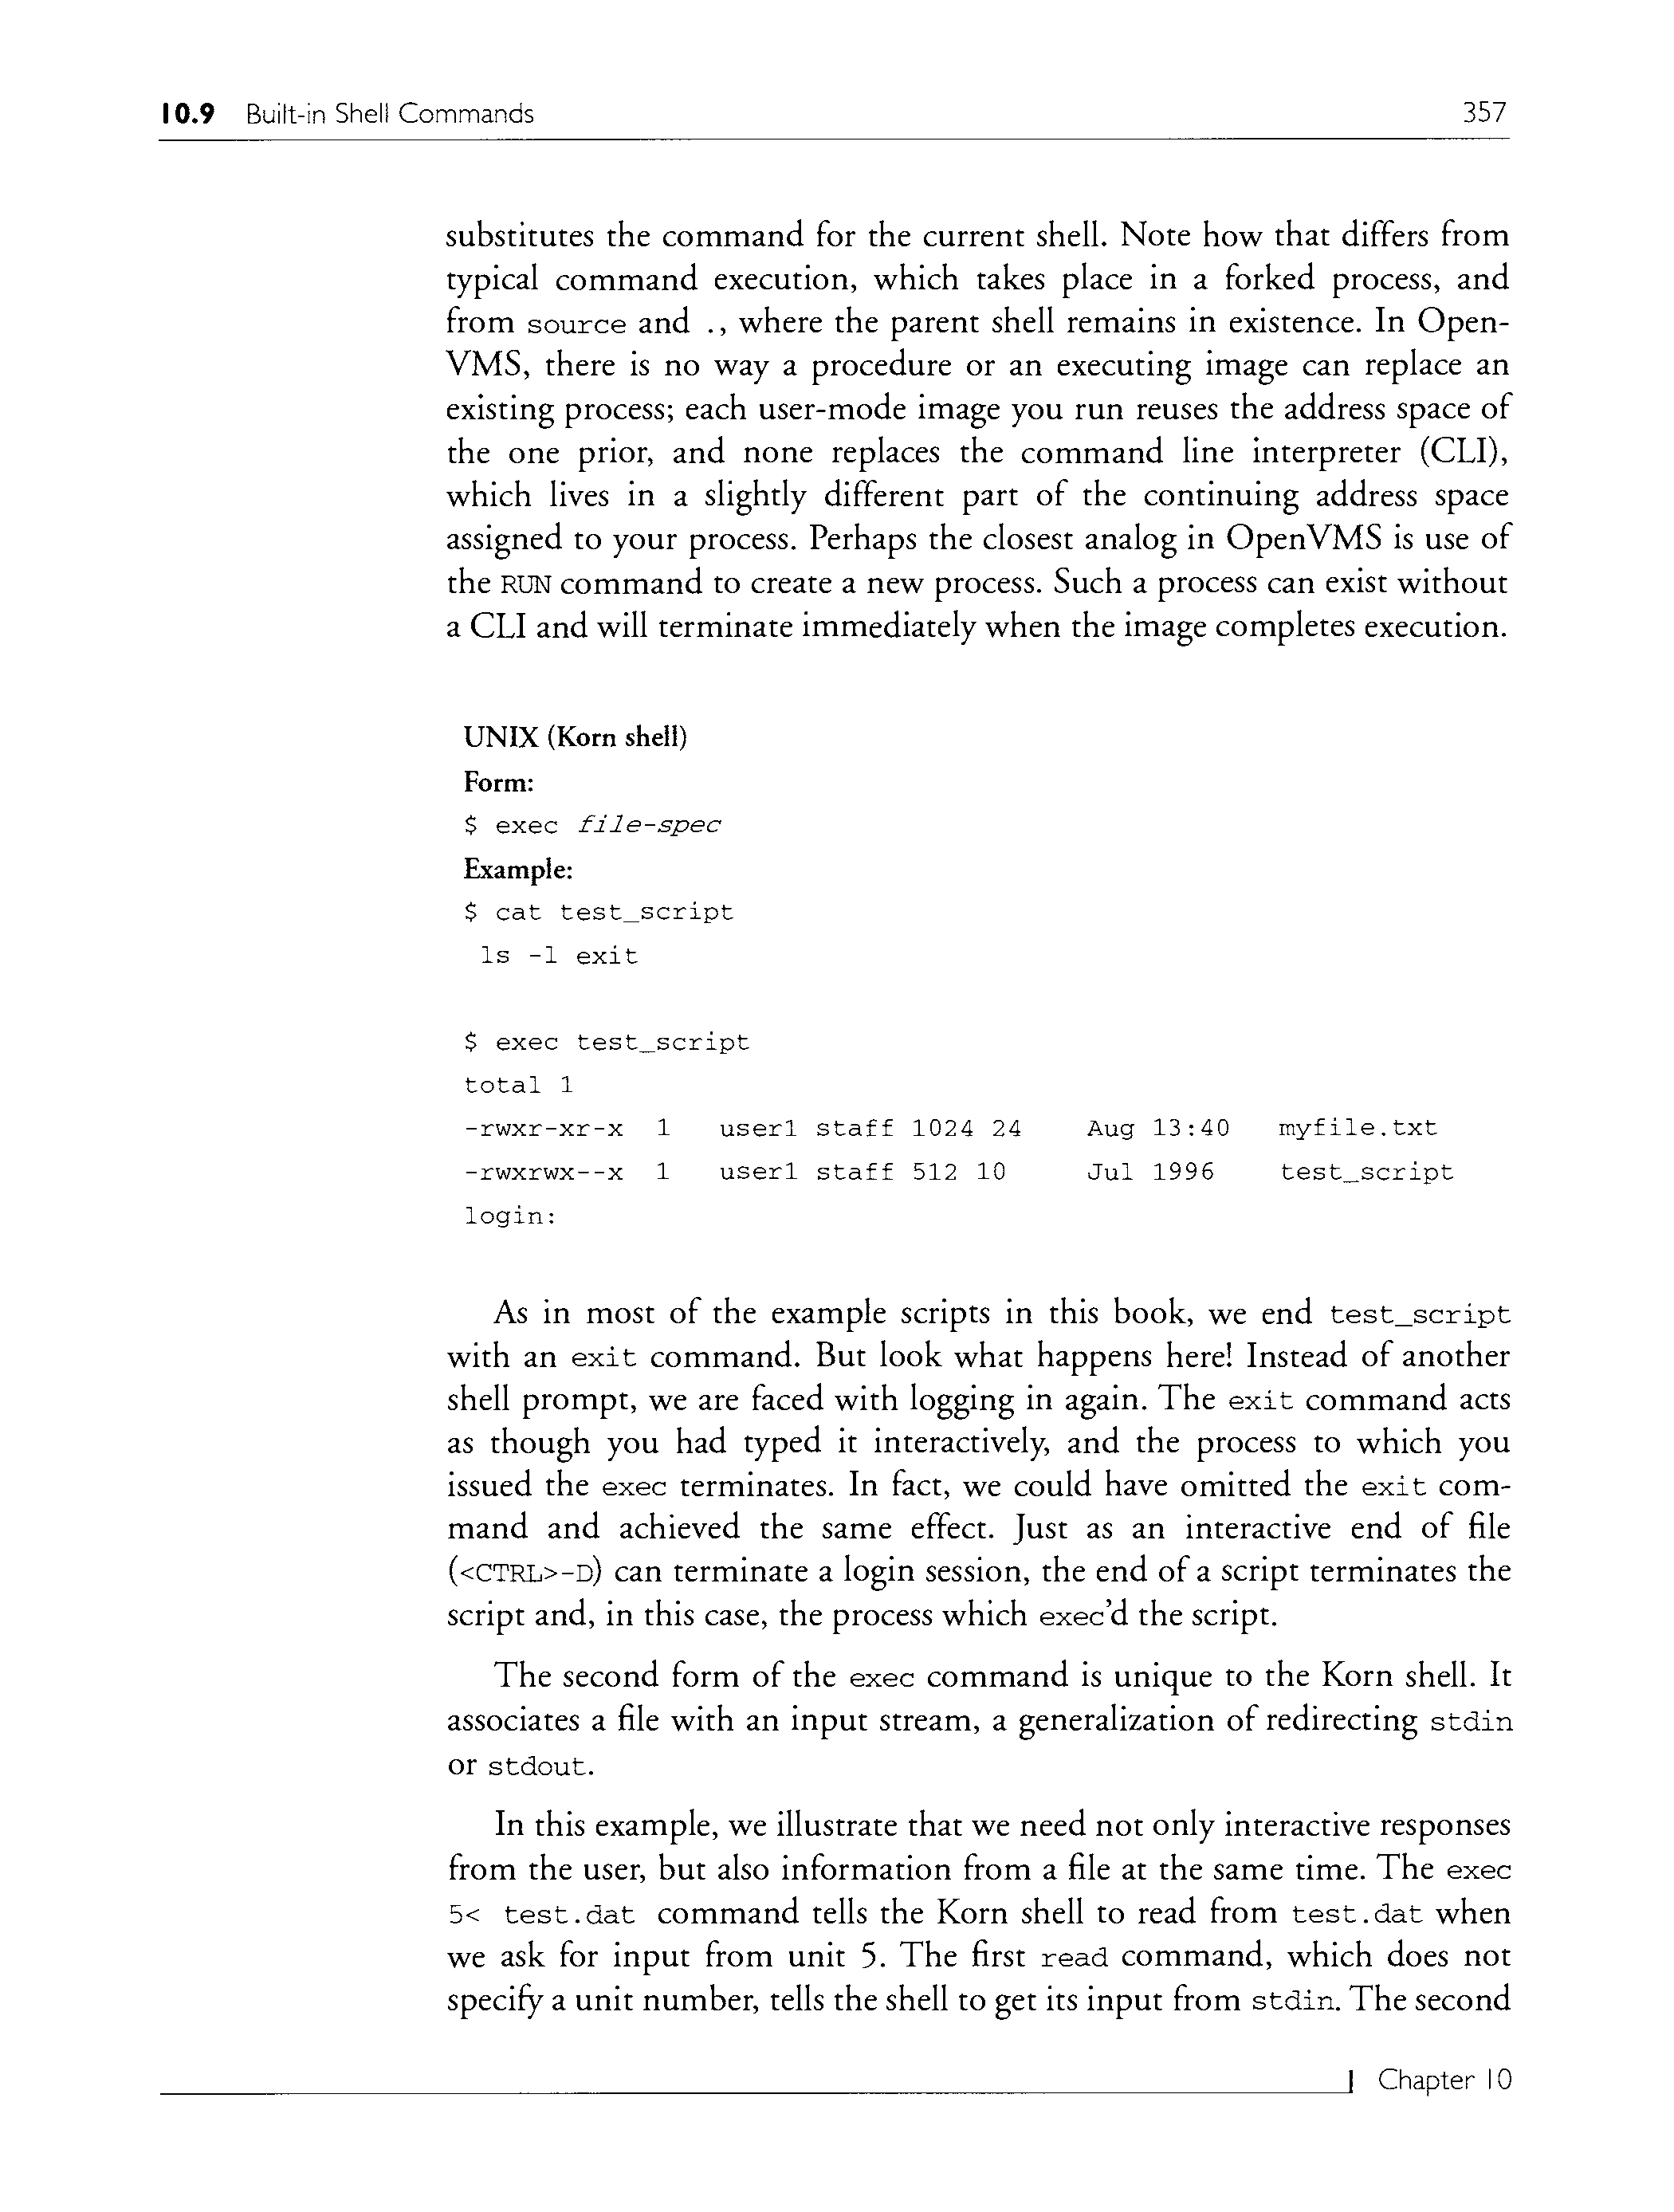 10.9 Built-in Shell Commands 357
substitutes the command for the current shell. Note how that differs from
typical command execution, which takes place in a forked process, and
from source and ., where the parent shell remains in existence. In Open-
VMS, there is no way a procedure or an executing image can replace an
existing process; each user-mode image you run reuses the address space of
the one prior, and none replaces the command line interpreter (CLI),
which lives in a slightly different part of the continuing address space
assigned to your process. Perhaps the closest analog in OpenVMS is use of
the RUN command to create a new process. Such a process can exist without
a CLI and will terminate immediately when the image completes execution.
UNIX (Korn shell)
Form:
$ exec file-spec
Example:
$ cat test_script
ls -l exit
$ exec test_script
total 1
-rwxr-xr-x 1 user1 staff 1024 24 Aug 13:40 myfile.txt
-rwxrwx--x 1 user1 staff 512 10 Jul 1996 test_script
login:
As in most of the example scripts in this book, we end test_script
with an exit command. But look what happens here! Instead of another
shell prompt, we are faced with logging in again. The exit command acts
as though you had typed it interactively, and the process to which you
issued the exec terminates. In fact, we could have omitted the exit com-
mand and achieved the same effect. Just as an interactive end of file
(<CTRL>-D) can terminate a login session, the end of a script terminates the
script and, in this case, the process which exec'd the script.
The second form of the exec command is unique to the Korn shell. It
associates a file with an input stream, a generalization of redirecting stdin
or stdout.
In this example, we illustrate that we need not only interactive responses
from the user, but also information from a file at the same time. The exec
5< test.dat command tells the Korn shell to read from test.dat when
we ask for input from unit 5. The first read command, which does not
specify a unit number, tells the shell to get its input from stdin. The second
Chapter 10